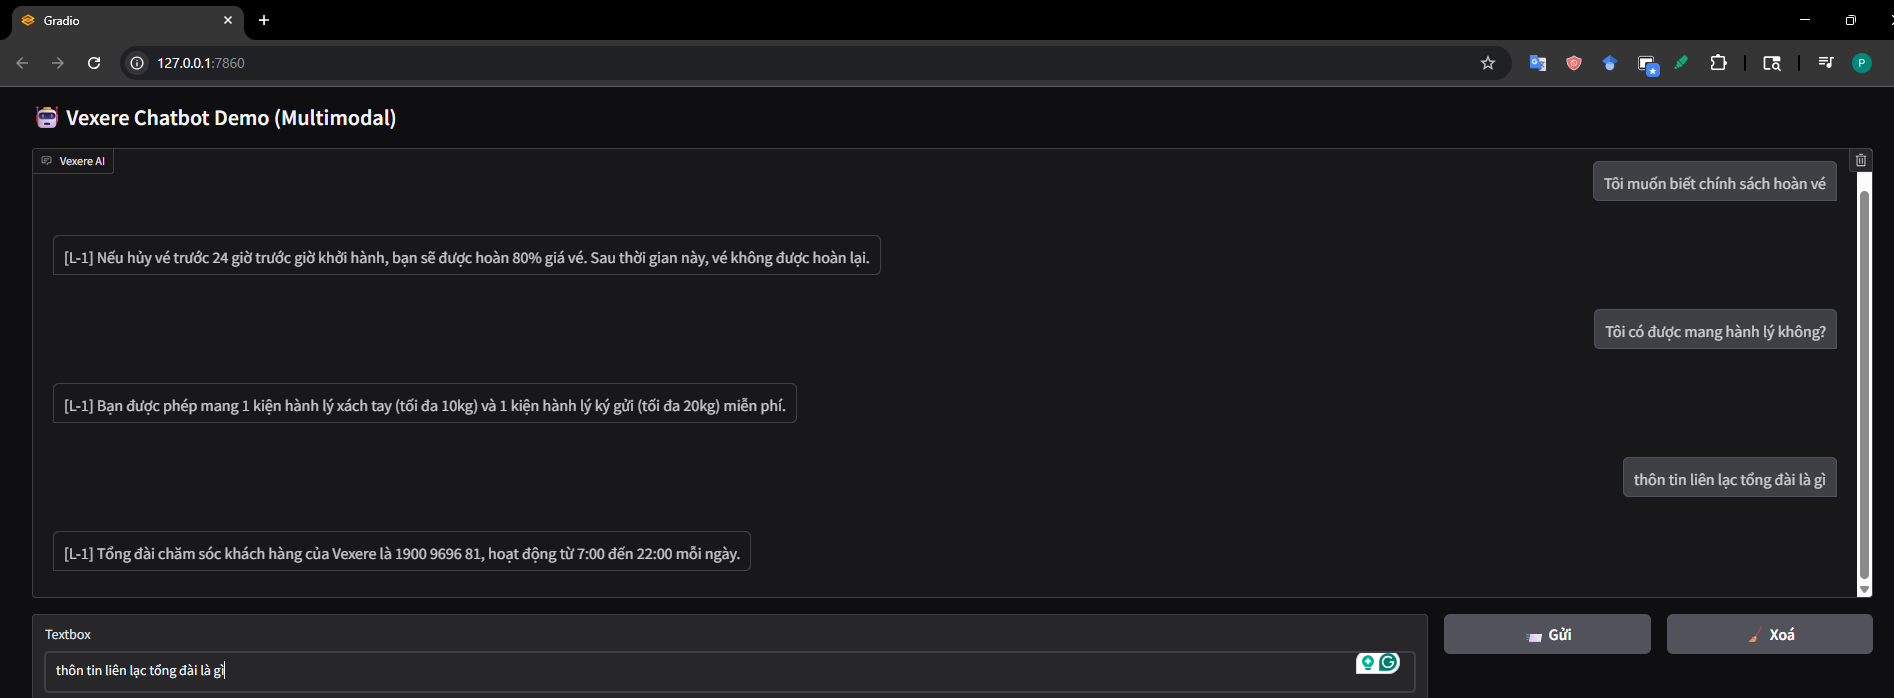 Gradio
127.0.0.1:7860
P
Vexere Chatbot Demo (Multimodal)
Vexere AI
Tôi muốn biết chính sách hoàn vé
[L-1] Nếu hủy vé trước 24 giờ trước giờ khởi hành, bạn sẽ được hoàn 80% giá vé. Sau thời gian này, vé không được hoàn lại.
Tôi có được mang hành lý không?
[L-1] Bạn được phép mang 1 kiện hành lý xách tay (tối đa 10kg) và 1 kiện hành lý ký gửi (tối đa 20kg) miễn phí.
thôn tin liên lạc tổng đài là gì
[L-1] Tổng đài chăm sóc khách hàng của Vexere là 1900 9696 81, hoạt động từ 7:00 đến 22:00 mỗi ngày.
Textbox
thôn tin liên lạc tổng đài là gì
Gửi
Xoá